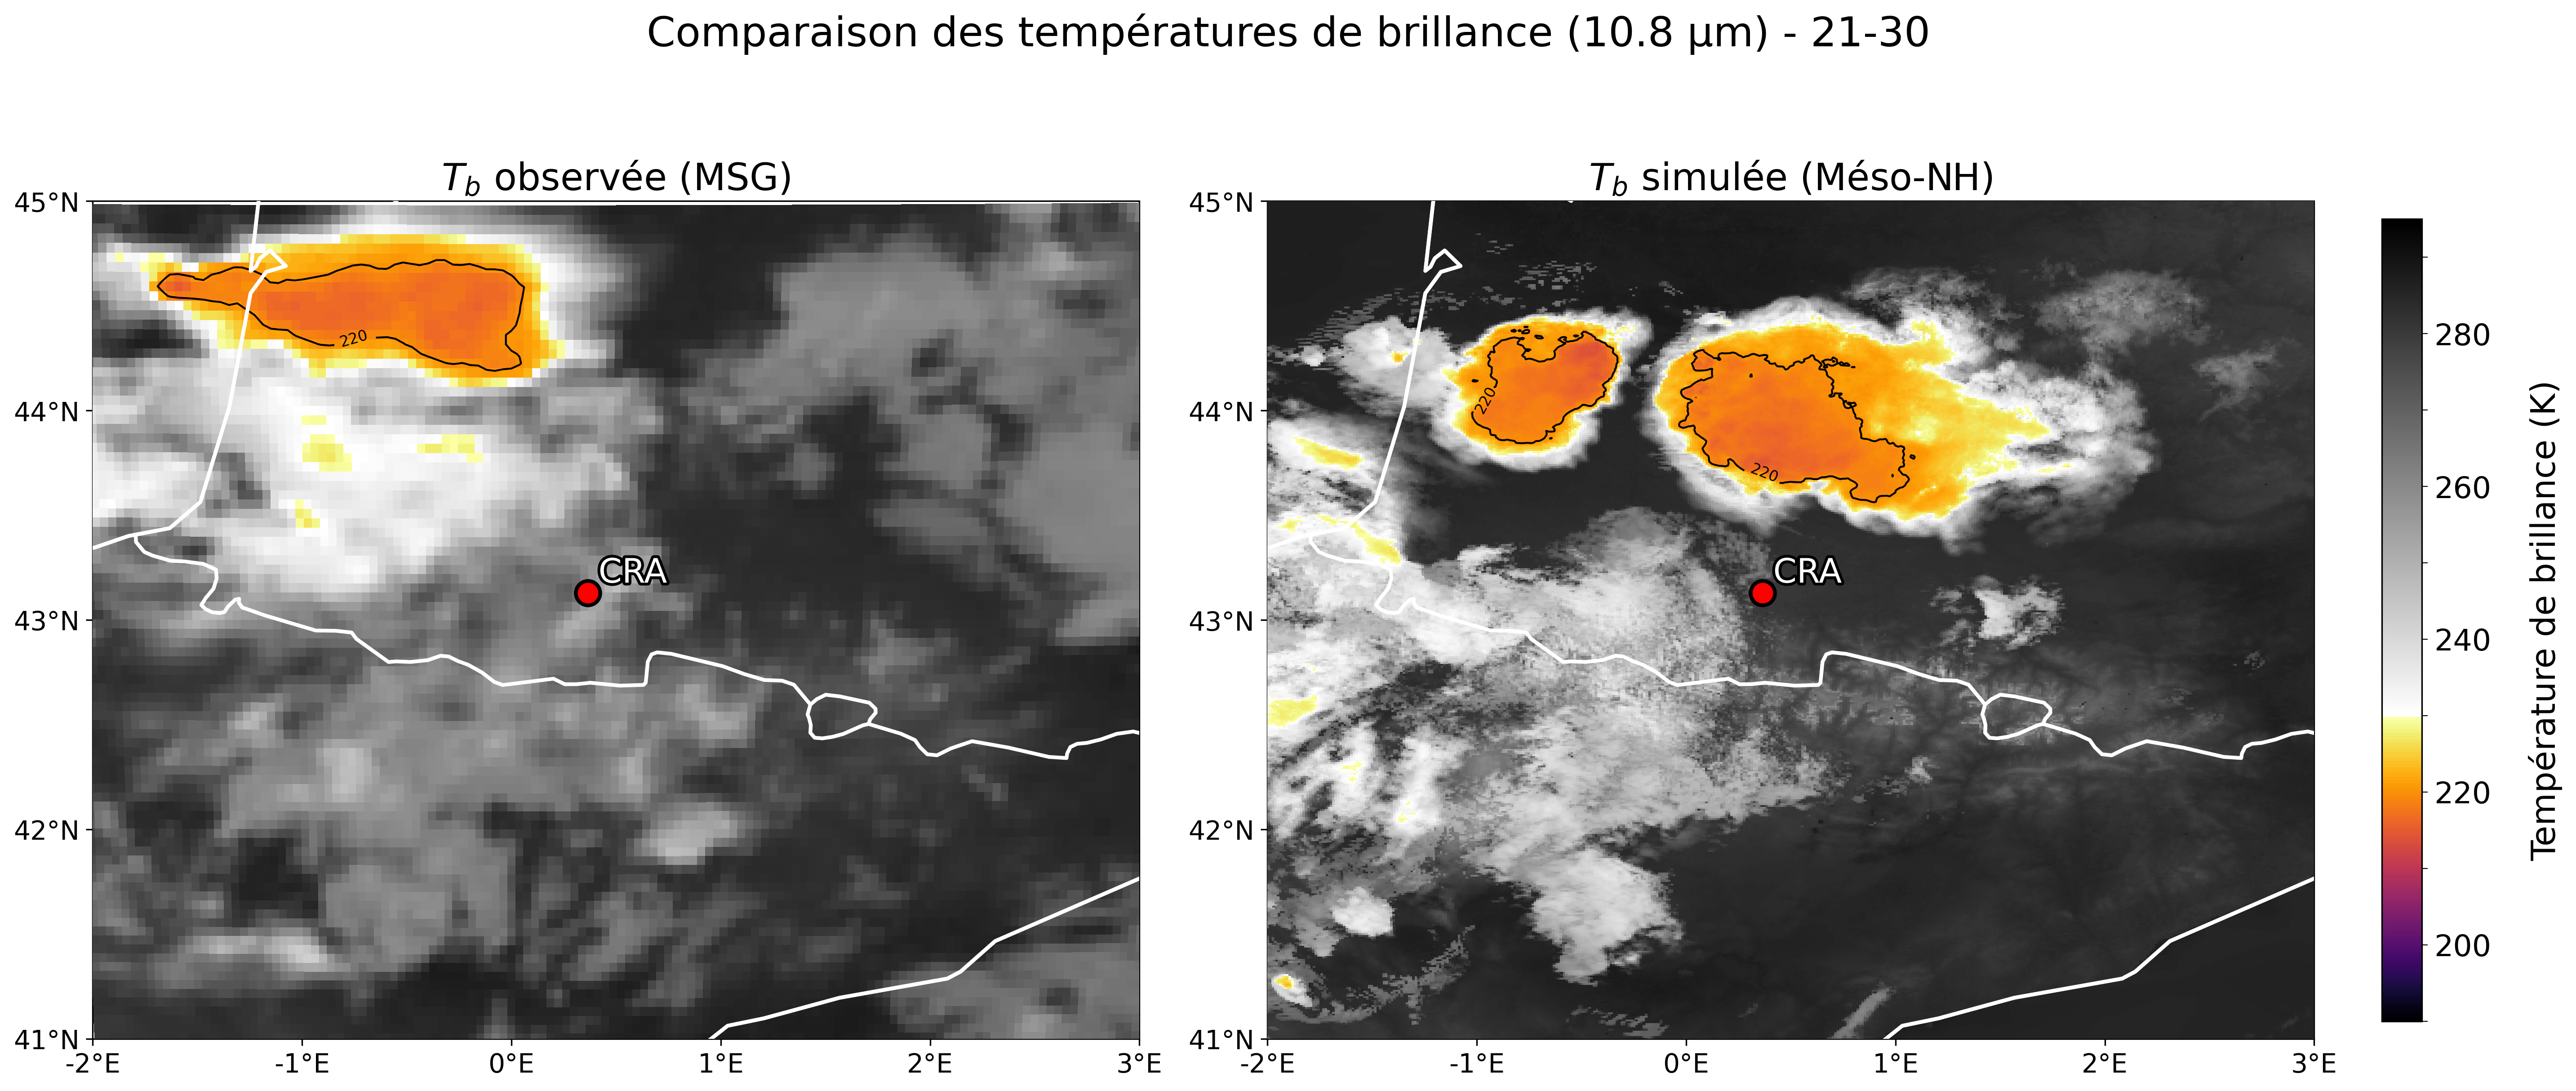 Comparaison des températures de brillance (10.8 µm) - 21-30
T_b observée (MSG)
45°N
44°N
43°N
42°N
41°N
-2°E
-1°E
0°E
1°E
2°E
3°E
220
CRA
T_b simulée (Méso-NH)
45°N
44°N
43°N
42°N
41°N
-2°E
-1°E
0°E
1°E
2°E
3°E
220
220
CRA
280
260
240
220
200
Température de brillance (K)